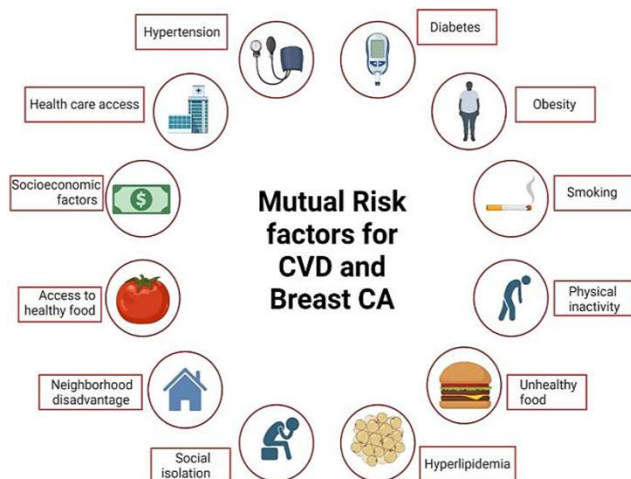 Hypertension
Diabetes
Health care access
Obesity
Socioeconomic
factors
Smoking
Mutual Risk
factors for
CVD and
Breast CA
Access to
healthy food
Physical
inactivity
Neighborhood
disadvantage
Unhealthy
food
Social
isolation
Hyperlipidemia
$